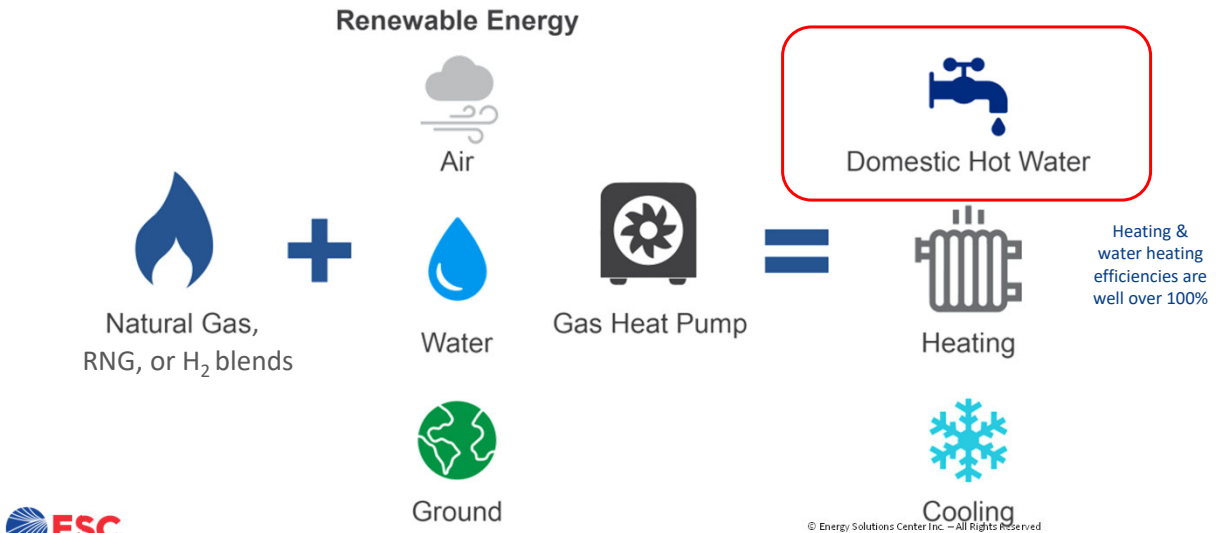 Renewable Energy
Air
Domestic Hot Water
Natural Gas,
RNG, or H₂ blends
Water
Gas Heat Pump
Heating
Heating &
water heating
efficiencies are
well over 100%
Ground
Cooling
ESC
© Energy Solutions Center Inc. – All Rights Reserved